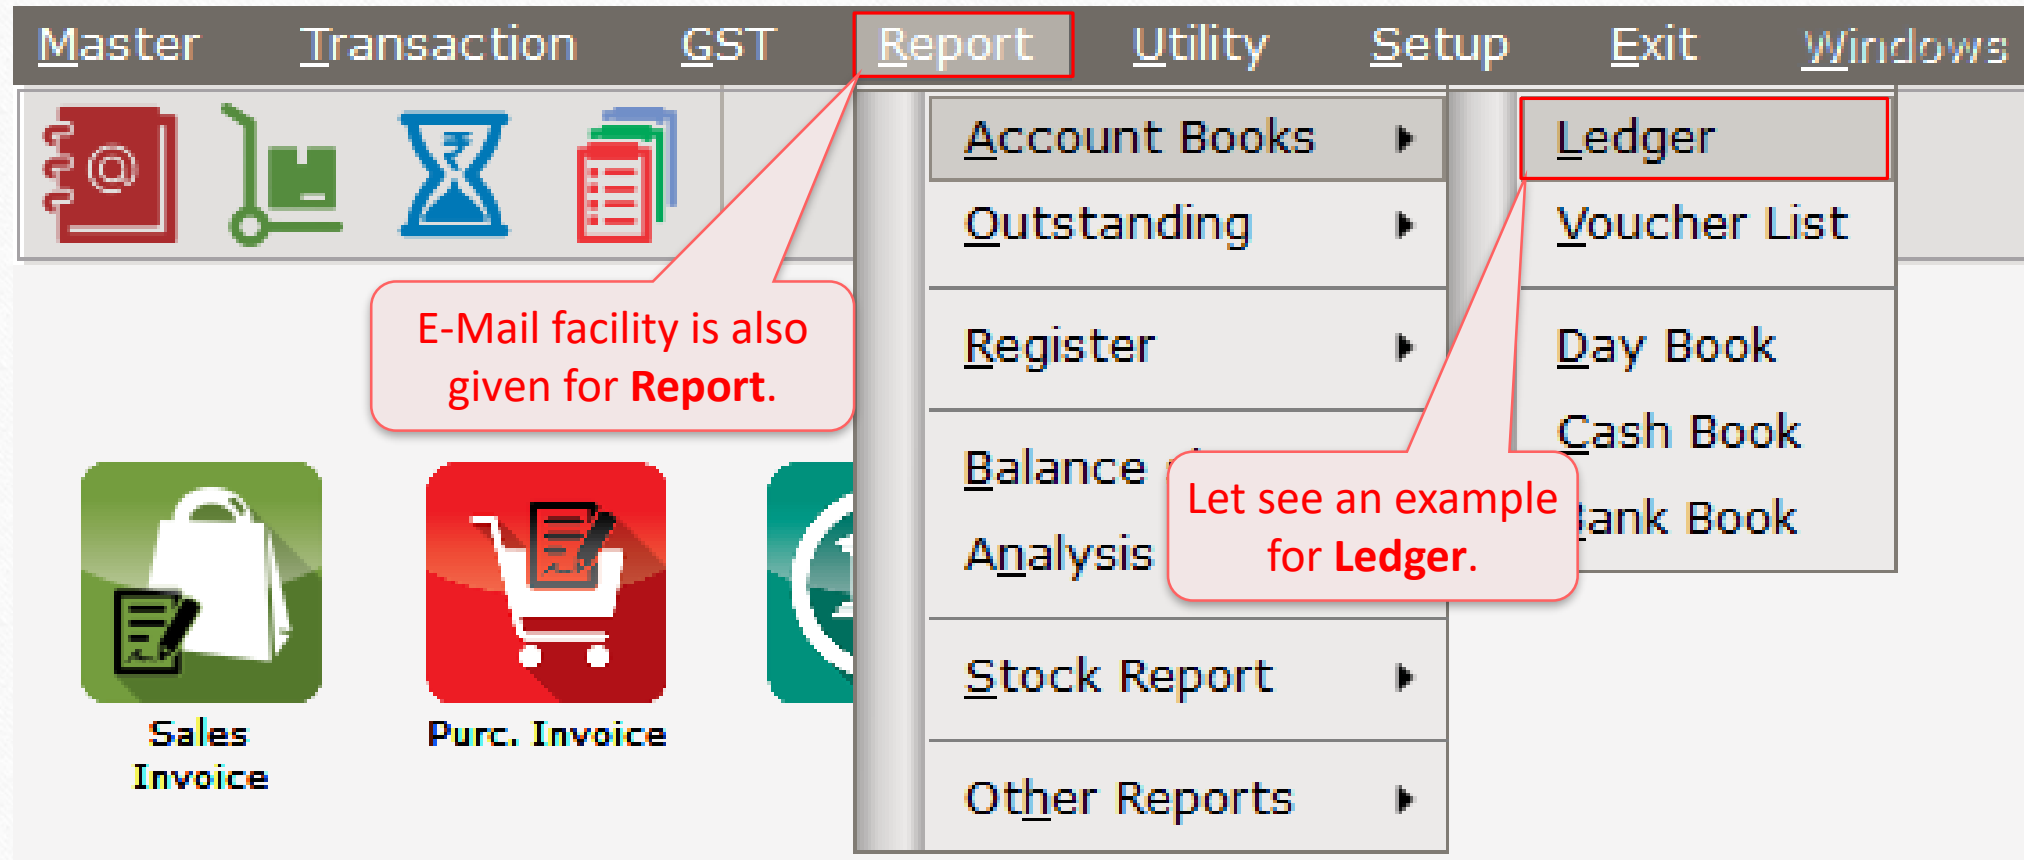 Master Transaction GST Report Utility Setup Exit Windows
@
₹
Account Books
Outstanding
Register
Balance
Analysis
Stock Report
Other Reports
Ledger
Voucher List
Day Book
Cash Book
ank Book
E-Mail facility is also
given for Report.
Let see an example
for Ledger.
Sales
Invoice
Purc. Invoice